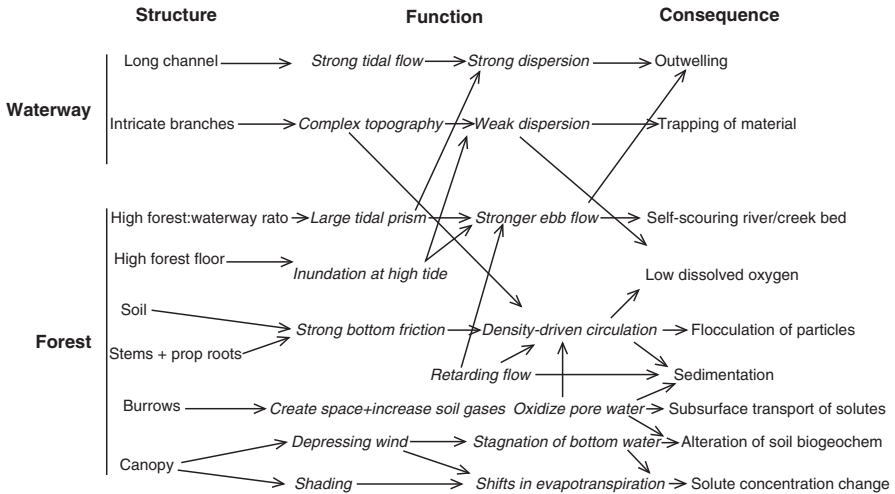 Structure Function Consequence
Long channel Strong tidal flow Strong dispersion Outwelling
Waterway
Intricate branches Complex topography Weak dispersion Trapping of material
High forest:waterway rato Large tidal prism Stronger ebb flow Self-scouring river/creek bed
High forest floor
Inundation at high tide Low dissolved oxygen
Soil
Strong bottom friction Density-driven circulation Flocculation of particles
Forest
Stems + prop roots
Retarding flow Sedimentation
Burrows Create space+increase soil gases Oxidize pore water Subsurface transport of solutes
Depressing wind Stagnation of bottom water Alteration of soil biogeochem
Canopy
Shading Shifts in evapotranspiration Solute concentration change